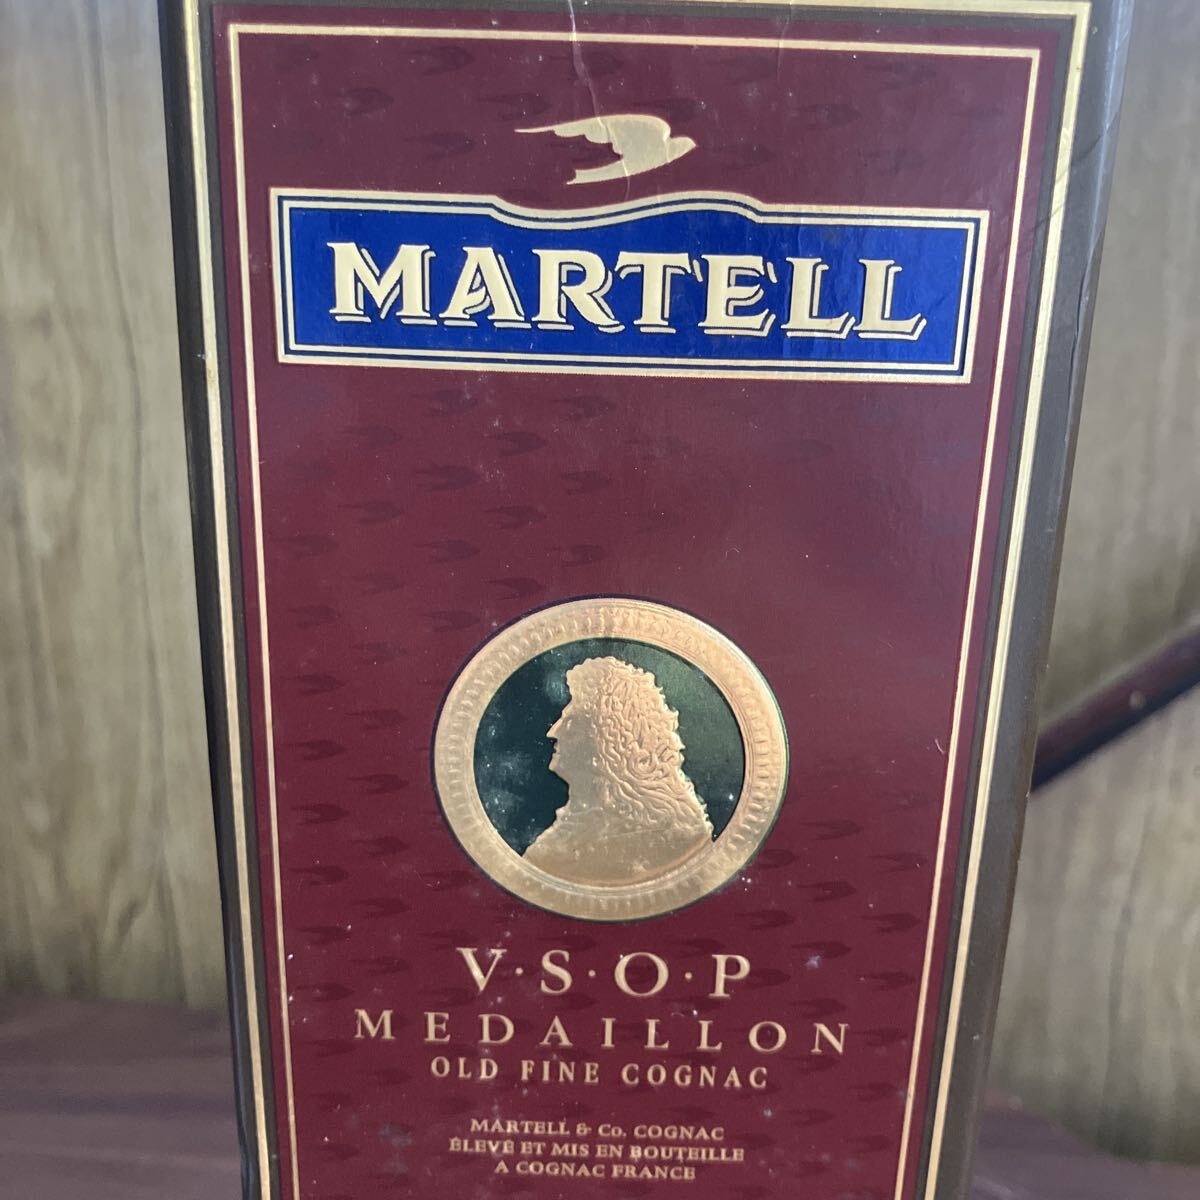 MARTELL
V·S·O·P
MEDAILLON
OLD FINE COGNAC
MARTELL & Co. COGNAC
ÉLEVÉ ET MIS EN BOUTEILLE
A COGNAC FRANCE